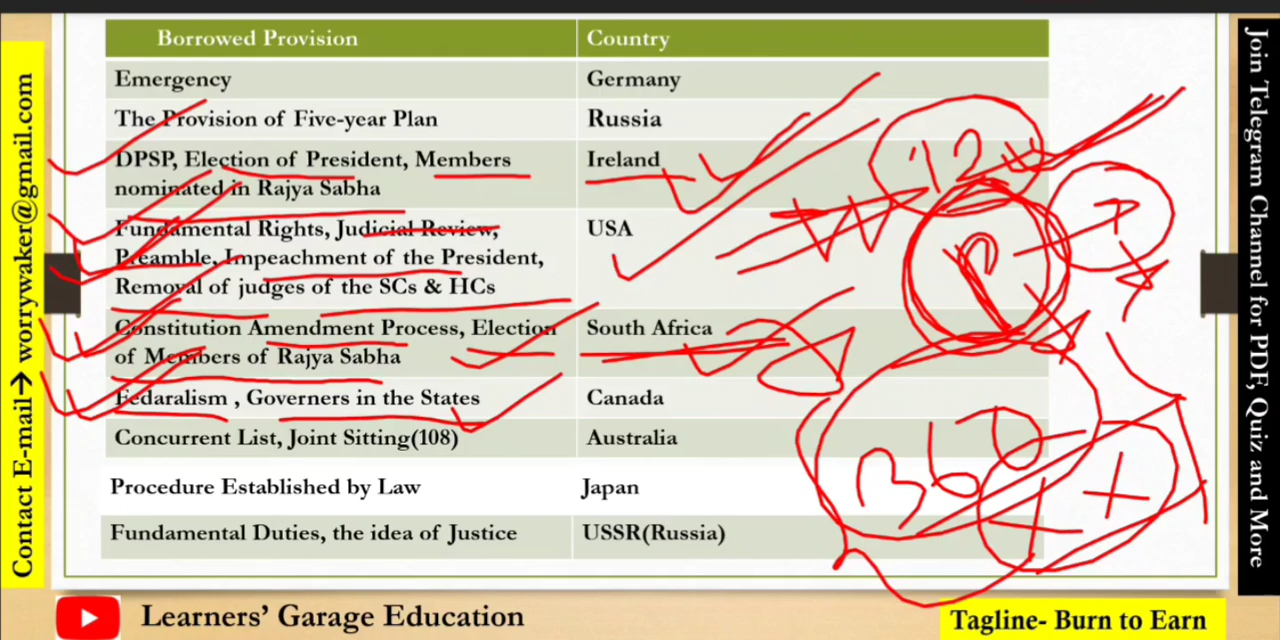 Borrowed Provision Country
Emergency Germany
The Provision of Five-year Plan Russia
DPSP, Election of President, Members Ireland
nominated in Rajya Sabha
Fundamental Rights, Judicial Review, USA
Preamble, Impeachment of the President,
Removal of judges of the SCs & HCs
Constitution Amendment Process, Election South Africa
of Members of Rajya Sabha
Fedaralism , Governers in the States Canada
Concurrent List, Joint Sitting(108) Australia
Procedure Established by Law Japan
Fundamental Duties, the idea of Justice USSR(Russia)
12
360
Contact E-mail→ worrywaker@gmail.com
Join Telegram Channel for PDF, Quiz and More
Learners' Garage Education
Tagline- Burn to Earn